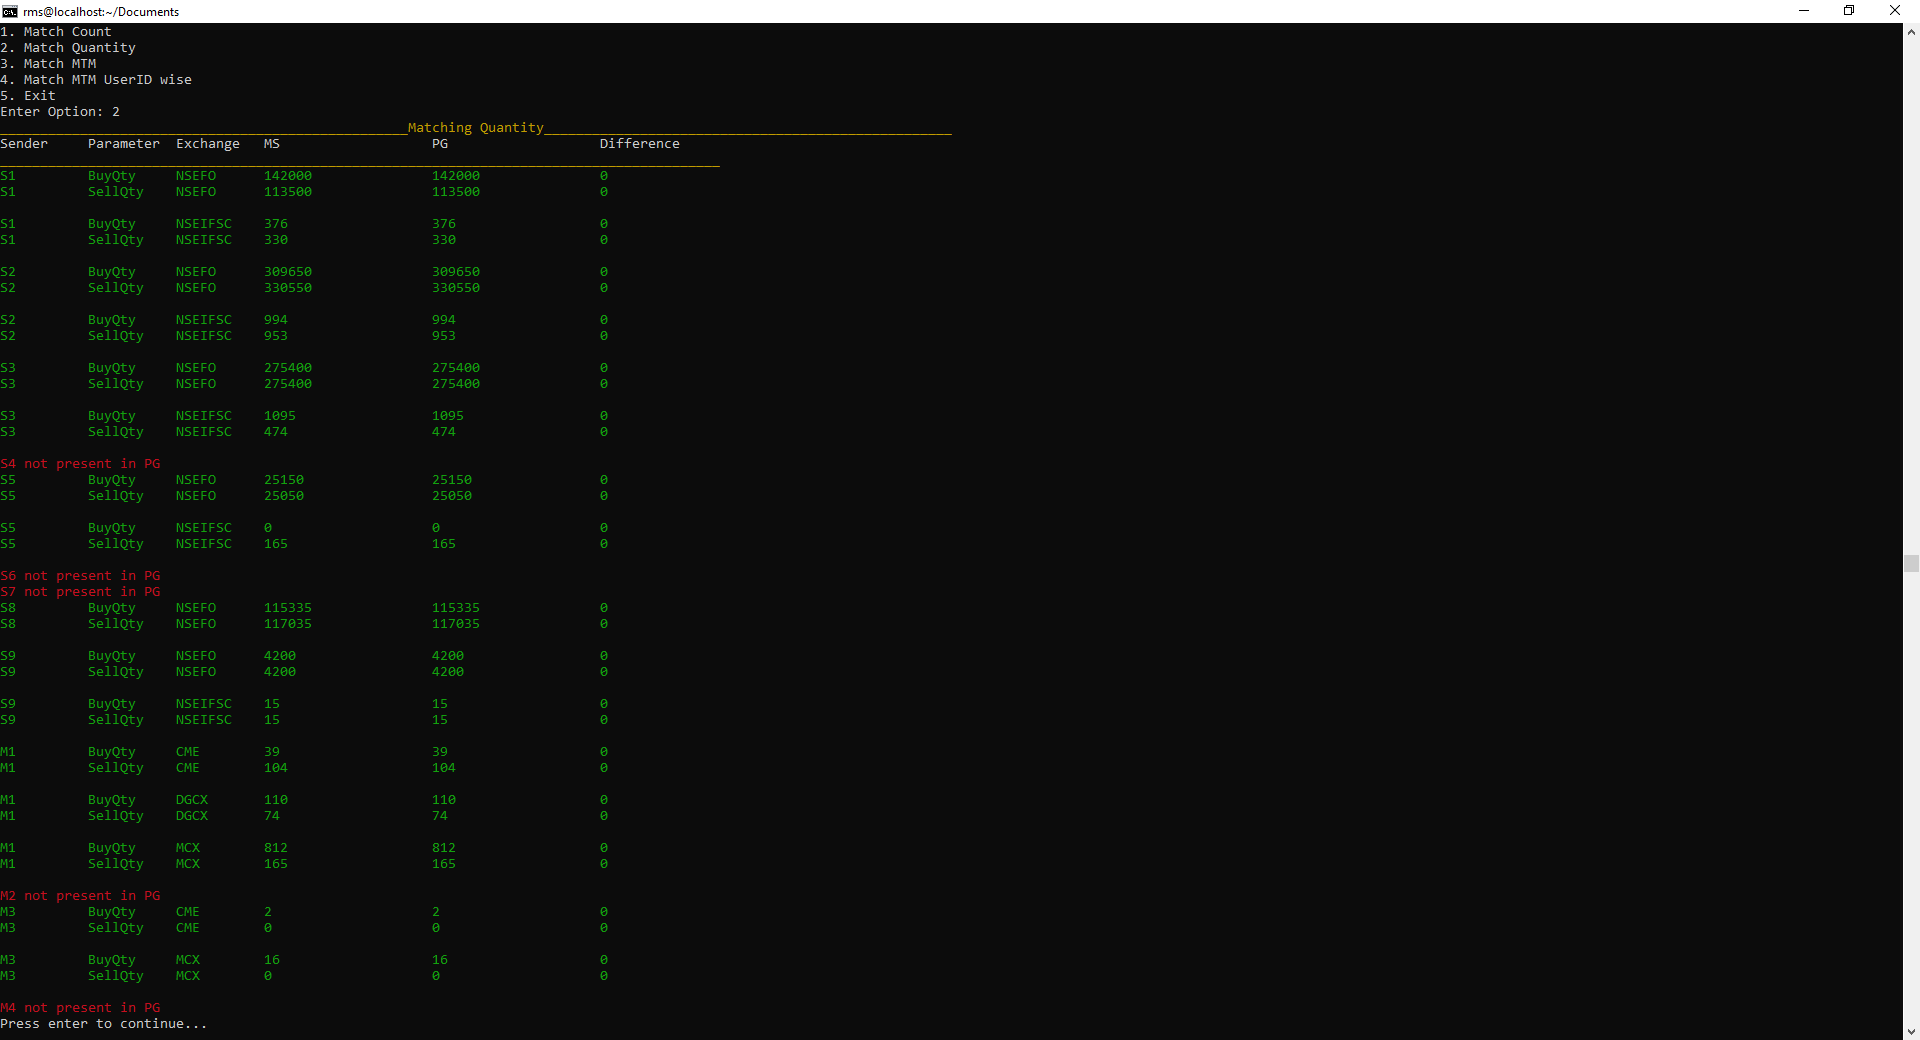 rms@localhost:~/Documents
1. Match Count
2. Match Quantity
3. Match MTM
4. Match MTM UserID wise
5. Exit
Enter Option: 2
___________________________________________________Matching Quantity___________________________________________________
Sender Parameter Exchange MS PG Difference
__________________________________________________________________________________________
S1 BuyQty NSEFO 142000 142000 0
S1 SellQty NSEFO 113500 113500 0
S1 BuyQty NSEIFSC 376 376 0
S1 SellQty NSEIFSC 330 330 0
S2 BuyQty NSEFO 309650 309650 0
S2 SellQty NSEFO 330550 330550 0
S2 BuyQty NSEIFSC 994 994 0
S2 SellQty NSEIFSC 953 953 0
S3 BuyQty NSEFO 275400 275400 0
S3 SellQty NSEFO 275400 275400 0
S3 BuyQty NSEIFSC 1095 1095 0
S3 SellQty NSEIFSC 474 474 0
S4 not present in PG
S5 BuyQty NSEFO 25150 25150 0
S5 SellQty NSEFO 25050 25050 0
S5 BuyQty NSEIFSC 0 0 0
S5 SellQty NSEIFSC 165 165 0
S6 not present in PG
S7 not present in PG
S8 BuyQty NSEFO 115335 115335 0
S8 SellQty NSEFO 117035 117035 0
S9 BuyQty NSEFO 4200 4200 0
S9 SellQty NSEFO 4200 4200 0
S9 BuyQty NSEIFSC 15 15 0
S9 SellQty NSEIFSC 15 15 0
M1 BuyQty CME 39 39 0
M1 SellQty CME 104 104 0
M1 BuyQty DGCX 110 110 0
M1 SellQty DGCX 74 74 0
M1 BuyQty MCX 812 812 0
M1 SellQty MCX 165 165 0
M2 not present in PG
M3 BuyQty CME 2 2 0
M3 SellQty CME 0 0 0
M3 BuyQty MCX 16 16 0
M3 SellQty MCX 0 0 0
M4 not present in PG
Press enter to continue...